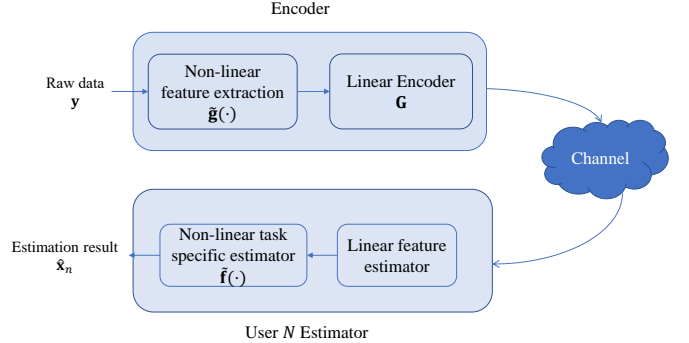 Encoder
Raw data
𝐲
Non-linear
feature extraction
𝐠̃(·)
Linear Encoder
𝐆
Channel
Estimation result
𝐱̂ₙ
Non-linear task
specific estimator
𝐟̃(·)
Linear feature
estimator
User 𝑁 Estimator